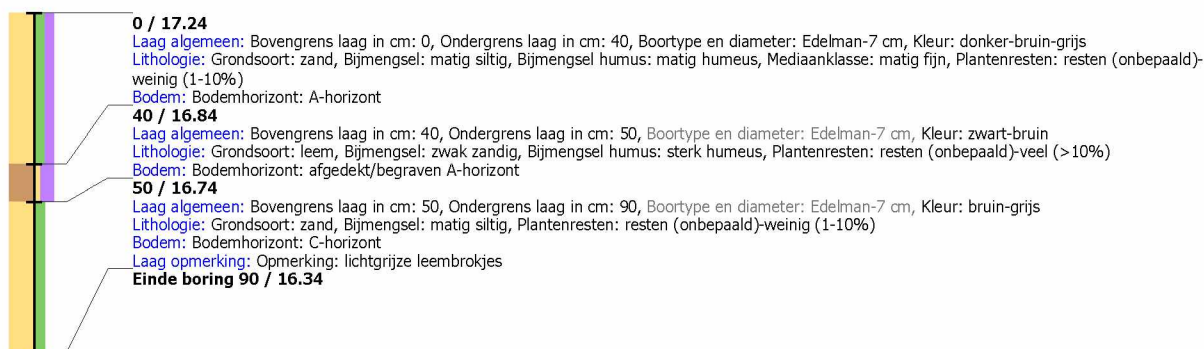 0 / 17.24
Laag algemeen: Bovengrens laag in cm: 0, Ondergrens laag in cm: 40, Boortype en diameter: Edelman-7 cm, Kleur: donker-bruin-grijs
Lithologie: Grondsoort: zand, Bijmengsel: matig siltig, Bijmengsel humus: matig humeus, Mediaanklasse: matig fijn, Plantenresten: resten (onbepaald)-
weinig (1-10%)
Bodem: Bodemhorizont: A-horizont
40 / 16.84
Laag algemeen: Bovengrens laag in cm: 40, Ondergrens laag in cm: 50, Boortype en diameter: Edelman-7 cm, Kleur: zwart-bruin
Lithologie: Grondsoort: leem, Bijmengsel: zwak zandig, Bijmengsel humus: sterk humeus, Plantenresten: resten (onbepaald)-veel (>10%)
Bodem: Bodemhorizont: afgedekt/begraven A-horizont
50 / 16.74
Laag algemeen: Bovengrens laag in cm: 50, Ondergrens laag in cm: 90, Boortype en diameter: Edelman-7 cm, Kleur: bruin-grijs
Lithologie: Grondsoort: zand, Bijmengsel: matig siltig, Plantenresten: resten (onbepaald)-weinig (1-10%)
Bodem: Bodemhorizont: C-horizont
Laag opmerking: Opmerking: lichtgrijze leembrokjes
Einde boring 90 / 16.34